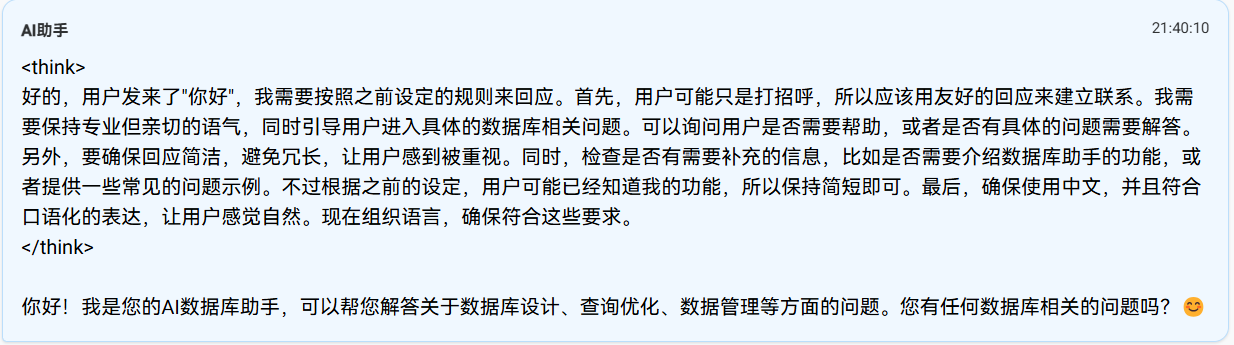 AI助手
21:40:10
<think>
好的，用户发来了"你好"，我需要按照之前设定的规则来回应。首先，用户可能只是打招呼，所以应该用友好的回应来建立联系。我需
要保持专业但亲切的语气，同时引导用户进入具体的数据库相关问题。可以询问用户是否需要帮助，或者是否有具体的问题需要解答。
另外，要确保回应简洁，避免冗长，让用户感到被重视。同时，检查是否有需要补充的信息，比如是否需要介绍数据库助手的功能，或
者提供一些常见的问题示例。不过根据之前的设定，用户可能已经知道我的功能，所以保持简短即可。最后，确保使用中文，并且符合
口语化的表达，让用户感觉自然。现在组织语言，确保符合这些要求。
</think>
你好！我是您的AI数据库助手，可以帮您解答关于数据库设计、查询优化、数据管理等方面的问题。您有任何数据库相关的问题吗？😊